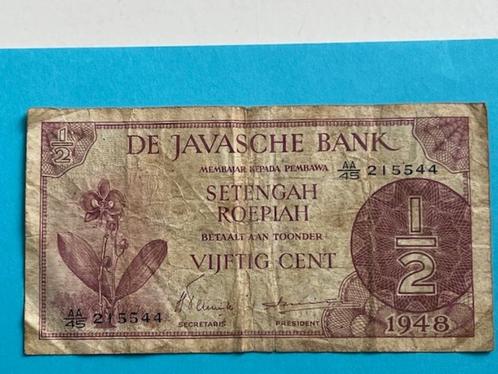 1/2
DE JAVASCHE BANK
MEMBAJAR KEPADA PEMBAWA
AA/45 215544
SETENGAH
ROEPIAH
BETAALT AAN TOONDER
VIJFTIG CENT
1/2
AA/45 215544
SECRETARIS
PRESIDENT
1948